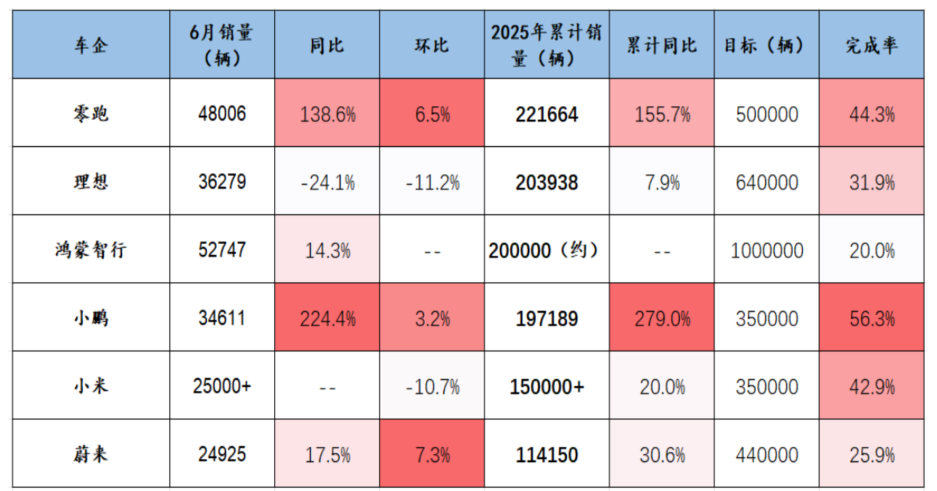 车企 6月销量（辆） 同比 环比 2025年累计销量（辆） 累计同比 目标（辆） 完成率
零跑 48006 138.6% 6.5% 221664 155.7% 500000 44.3%
理想 36279 -24.1% -11.2% 203938 7.9% 640000 31.9%
鸿蒙智行 52747 14.3% -- 200000（约） -- 1000000 20.0%
小鹏 34611 224.4% 3.2% 197189 279.0% 350000 56.3%
小米 25000+ -- -10.7% 150000+ 20.0% 350000 42.9%
蔚来 24925 17.5% 7.3% 114150 30.6% 440000 25.9%